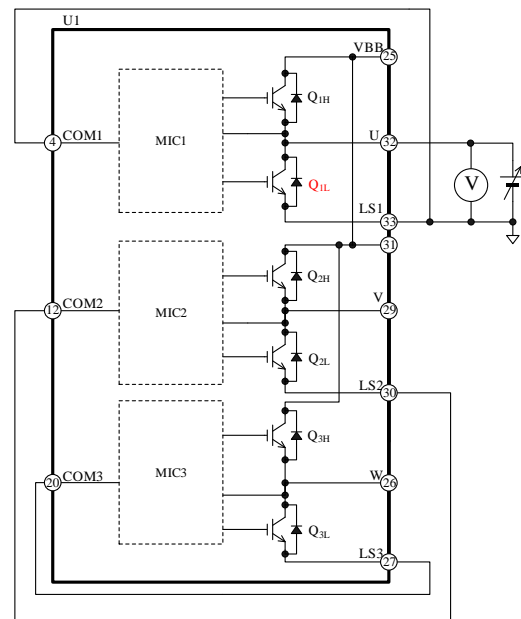 U1
VBB 25
Q1H
4 COM1 MIC1 U 32
V
Q1L
LS1 33
31
Q2H
12 COM2 MIC2 V 29
Q2L
LS2 30
Q3H
MIC3
20 COM3 W 26
Q3L
LS3 27